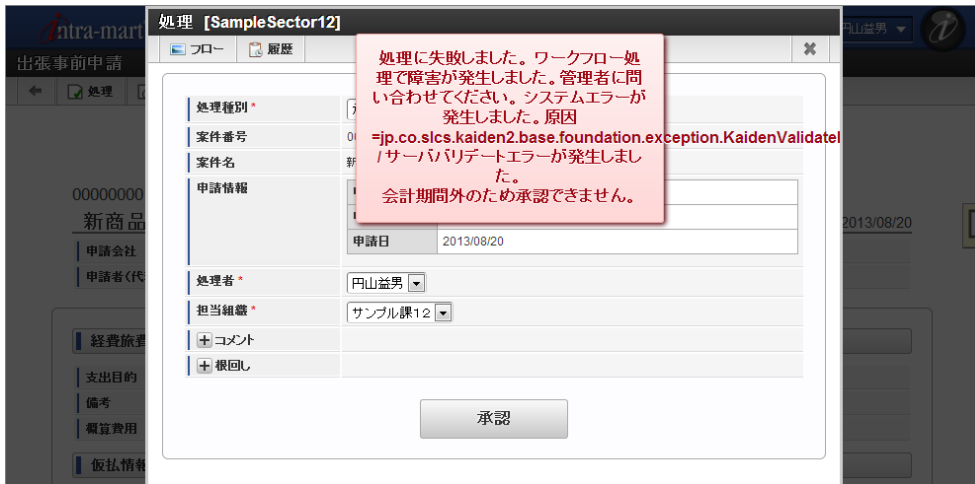 intra-mart
円山益男
処理 [SampleSector12]
フロー
履歴
出張事前申請
処理
処理に失敗しました。ワークフロー処
理で障害が発生しました。管理者に問
い合わせてください。システムエラーが
発生しました。原因
=jp.co.slcs.kaiden2.base.foundation.exception.KaidenValidateI
/ サーババリデートエラーが発生しまし
た。
会計期間外のため承認できません。
処理種別*
案件番号
案件名
申請情報
申請日
2013/08/20
00000000
新商品
2013/08/20
申請会社
申請者(代
処理者*
円山益男
担当組織*
サンプル課12
コメント
根回し
承認
経費旅費
支出目的
備考
概算費用
仮払情報